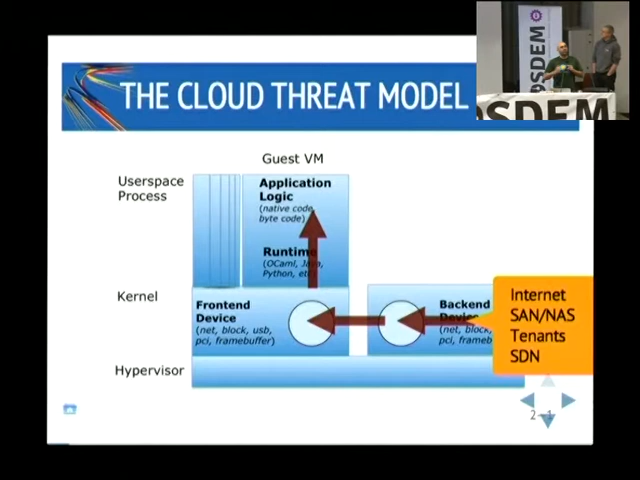 THE CLOUD THREAT MODEL
FOSDEM
OSDEM
Guest VM
Userspace
Process
Application
Logic
(native code,
byte code)
Runtime
(OCaml, Java,
Python, etc
Kernel
Frontend
Device
(net, block, usb,
pci, framebuffer)
Backend
Device
(net, block,
pci, frameb
Internet
SAN/NAS
Tenants
SDN
Hypervisor